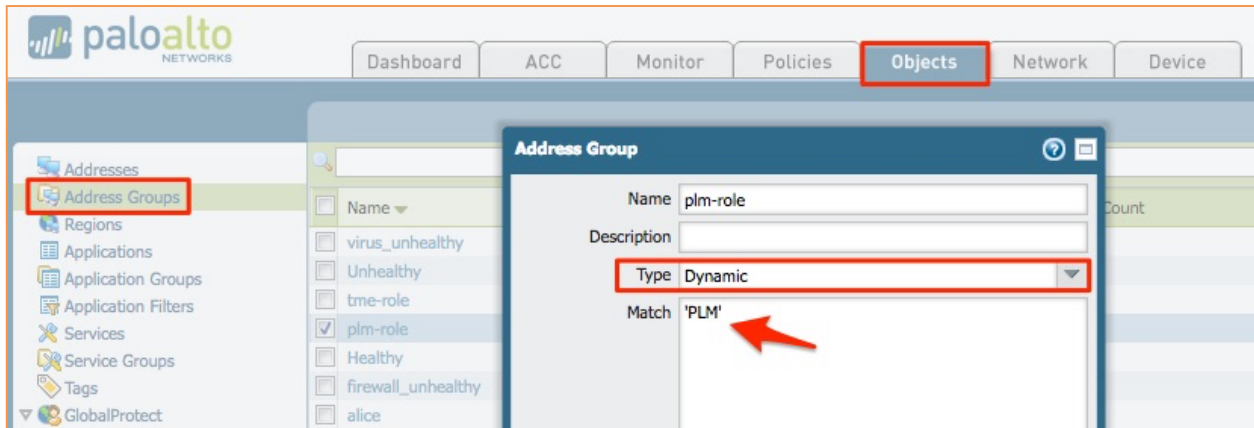 paloalto
NETWORKS
Dashboard ACC Monitor Policies Objects Network Device
Addresses
Address Groups
Regions
Applications
Application Groups
Application Filters
Services
Service Groups
Tags
GlobalProtect
Name
virus_unhealthy
Unhealthy
tme-role
plm-role
Healthy
firewall_unhealthy
alice
Count
Address Group
Name plm-role
Description
Type Dynamic
Match 'PLM'